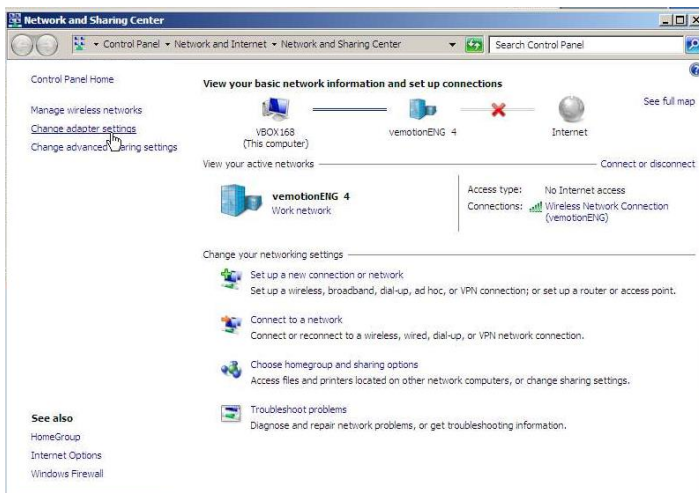 Network and Sharing Center
Control Panel Network and Internet Network and Sharing Center
Search Control Panel
Control Panel Home
Manage wireless networks
Change adapter settings
Change advanced sharing settings
View your basic network information and set up connections
See full map
VBOX168
(This computer)
vemotionENG 4
Internet
View your active networks
Connect or disconnect
vemotionENG 4
Work network
Access type: No Internet access
Connections: Wireless Network Connection
(vemotionENG)
Change your networking settings
Set up a new connection or network
Set up a wireless, broadband, dial-up, ad hoc, or VPN connection; or set up a router or access point.
Connect to a network
Connect or reconnect to a wireless, wired, dial-up, or VPN network connection.
Choose homegroup and sharing options
Access files and printers located on other network computers, or change sharing settings.
Troubleshoot problems
Diagnose and repair network problems, or get troubleshooting information.
See also
HomeGroup
Internet Options
Windows Firewall